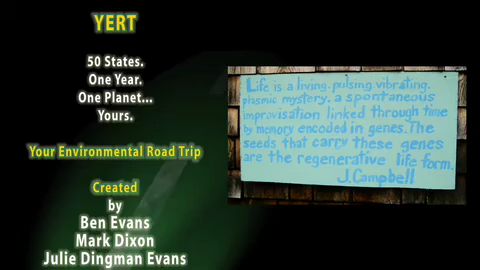 YERT
50 States.
One Year.
One Planet...
Yours.
Your Environmental Road Trip
Created
by
Ben Evans
Mark Dixon
Julie Dingman Evans
Life is a living, pulsing, vibrating,
plasmic mystery, a spontaneous
improvisation linked through time
by memory encoded in genes. The
seeds that carry these genes
are the regenerative life form.
J. Campbell